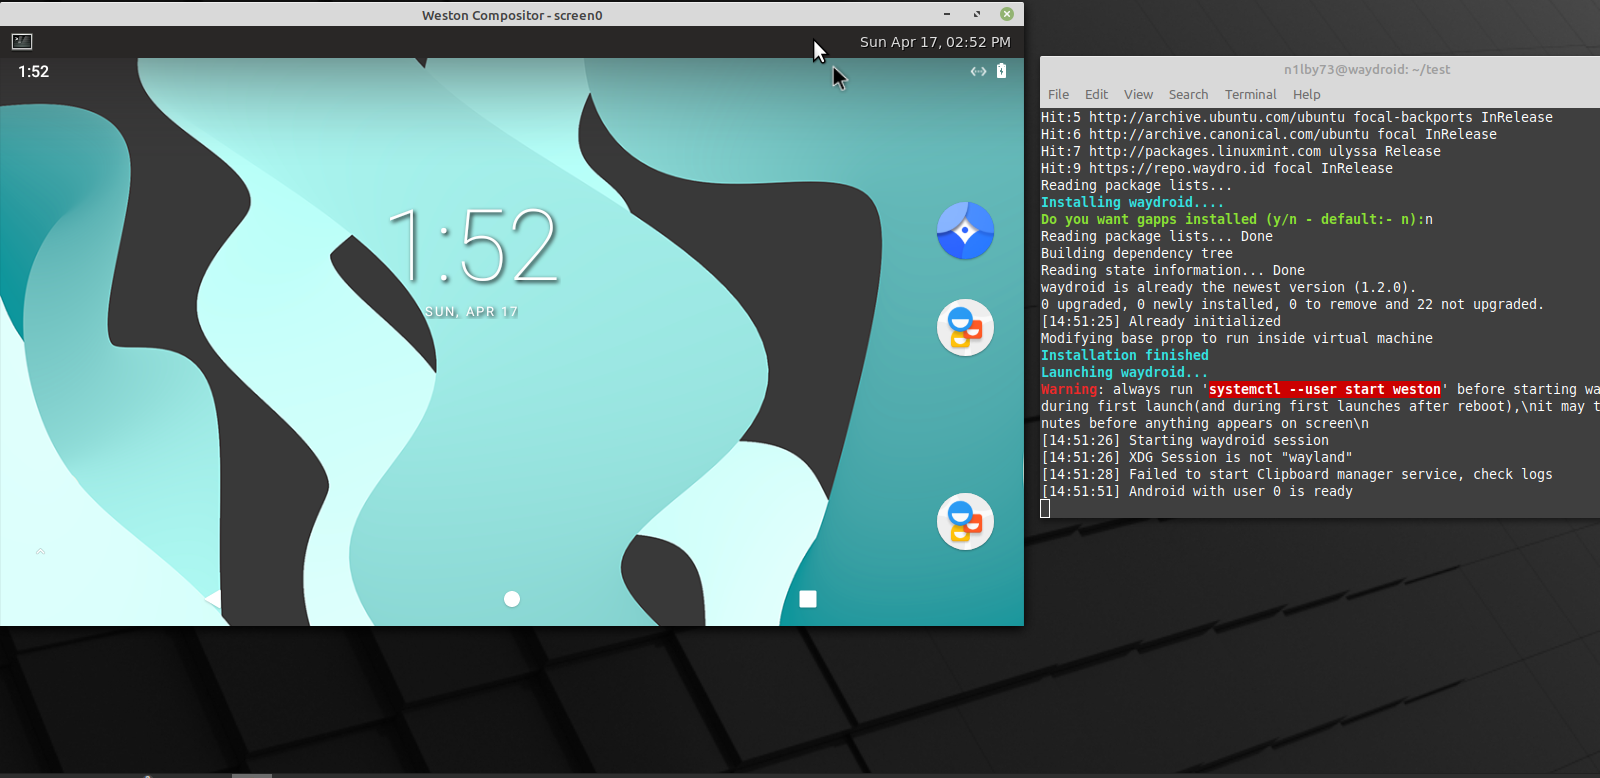 Weston Compositor - screen0
Sun Apr 17, 02:52 PM
1:52
1:52
SUN, APR 17
n1lby73@waydroid: ~/test
File Edit View Search Terminal Help
Hit:5 http://archive.ubuntu.com/ubuntu focal-backports InRelease
Hit:6 http://archive.canonical.com/ubuntu focal InRelease
Hit:7 http://packages.linuxmint.com ulyssa Release
Hit:9 https://repo.waydro.id focal InRelease
Reading package lists...
Installing waydroid....
Do you want gapps installed (y/n - default:- n):n
Reading package lists... Done
Building dependency tree
Reading state information... Done
waydroid is already the newest version (1.2.0).
0 upgraded, 0 newly installed, 0 to remove and 22 not upgraded.
[14:51:25] Already initialized
Modifying base prop to run inside virtual machine
Installation finished
Launching waydroid...
Warning: always run 'systemctl --user start weston' before starting wa
during first launch(and during first launches after reboot),\nit may t
nutes before anything appears on screen\n
[14:51:26] Starting waydroid session
[14:51:26] XDG Session is not "wayland"
[14:51:28] Failed to start Clipboard manager service, check logs
[14:51:51] Android with user 0 is ready